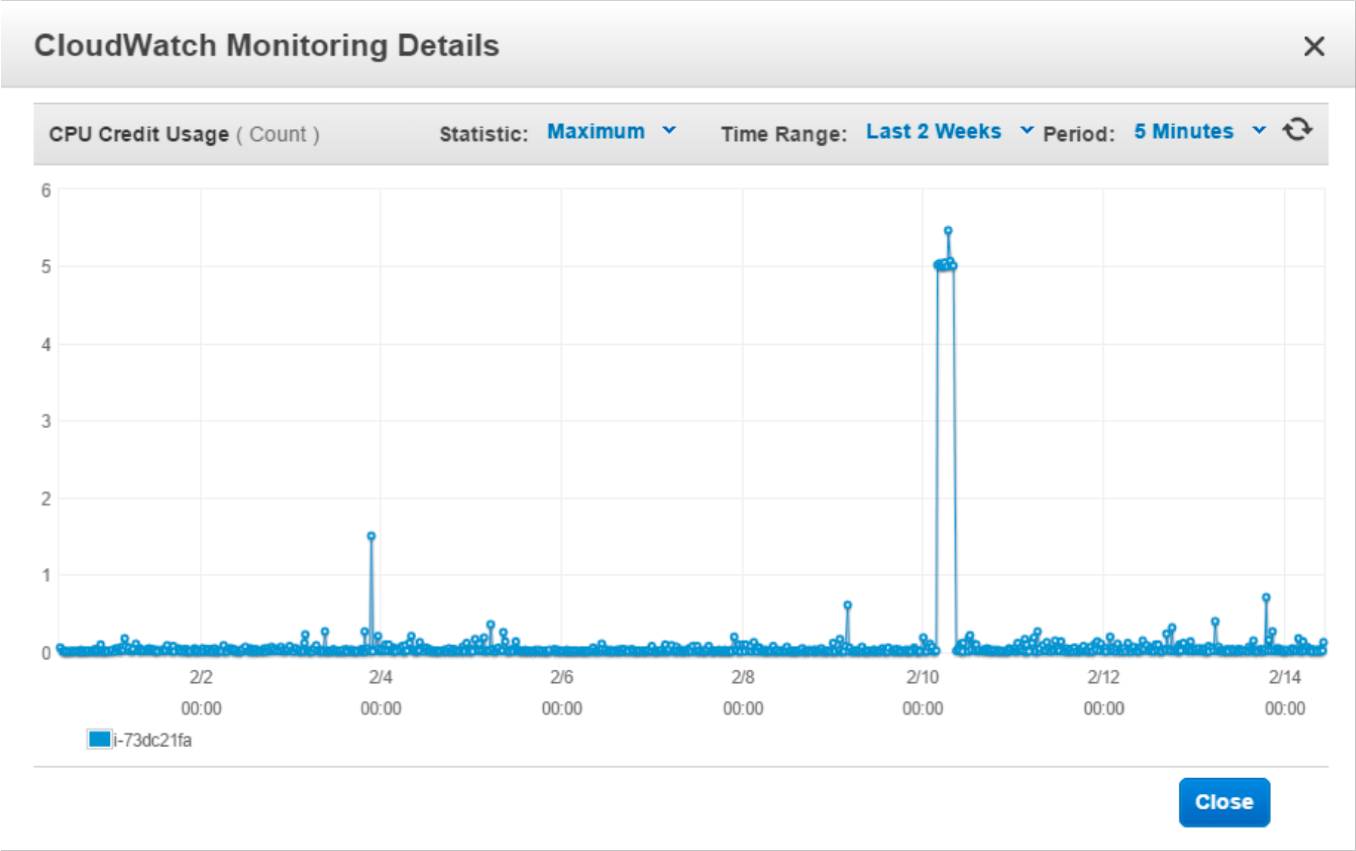 CloudWatch Monitoring Details
CPU Credit Usage ( Count ) Statistic: Maximum Time Range: Last 2 Weeks Period: 5 Minutes
6
5
4
3
2
1
0
2/2 2/4 2/6 2/8 2/10 2/12 2/14
00:00 00:00 00:00 00:00 00:00 00:00 00:00
i-73dc21fa
Close